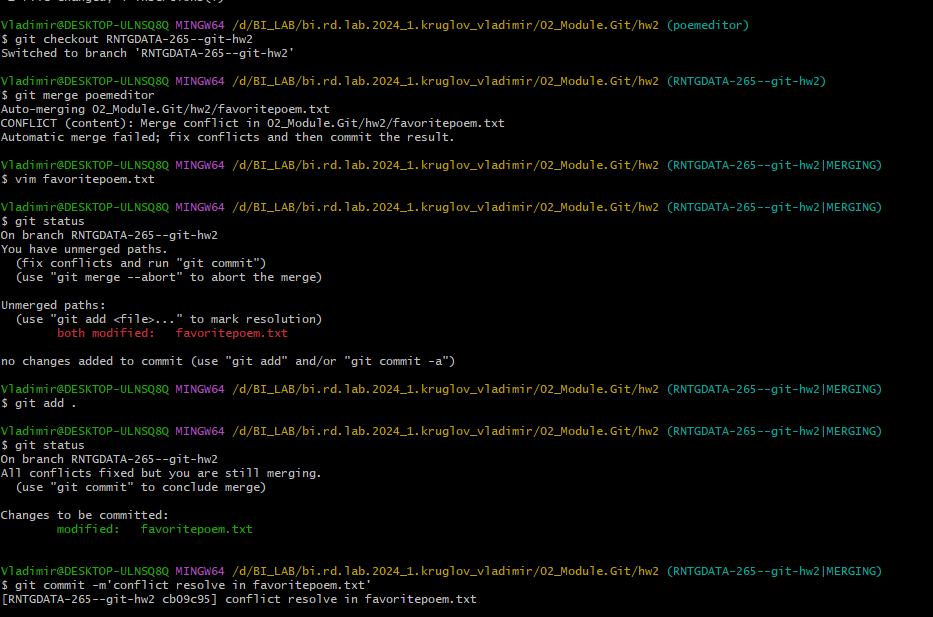 Vladimir@DESKTOP-ULNSQ8Q MINGW64 /d/BI_LAB/bi.rd.lab.2024_1.kruglov_vladimir/02_Module.Git/hw2 (poemeditor)
$ git checkout RNTGDATA-265--git-hw2
Switched to branch 'RNTGDATA-265--git-hw2'
Vladimir@DESKTOP-ULNSQ8Q MINGW64 /d/BI_LAB/bi.rd.lab.2024_1.kruglov_vladimir/02_Module.Git/hw2 (RNTGDATA-265--git-hw2)
$ git merge poemeditor
Auto-merging 02_Module.Git/hw2/favoritepoem.txt
CONFLICT (content): Merge conflict in 02_Module.Git/hw2/favoritepoem.txt
Automatic merge failed; fix conflicts and then commit the result.
Vladimir@DESKTOP-ULNSQ8Q MINGW64 /d/BI_LAB/bi.rd.lab.2024_1.kruglov_vladimir/02_Module.Git/hw2 (RNTGDATA-265--git-hw2|MERGING)
$ vim favoritepoem.txt
Vladimir@DESKTOP-ULNSQ8Q MINGW64 /d/BI_LAB/bi.rd.lab.2024_1.kruglov_vladimir/02_Module.Git/hw2 (RNTGDATA-265--git-hw2|MERGING)
$ git status
On branch RNTGDATA-265--git-hw2
You have unmerged paths.
  (fix conflicts and run "git commit")
  (use "git merge --abort" to abort the merge)
Unmerged paths:
  (use "git add <file>..." to mark resolution)
        both modified:   favoritepoem.txt
no changes added to commit (use "git add" and/or "git commit -a")
Vladimir@DESKTOP-ULNSQ8Q MINGW64 /d/BI_LAB/bi.rd.lab.2024_1.kruglov_vladimir/02_Module.Git/hw2 (RNTGDATA-265--git-hw2|MERGING)
$ git add .
Vladimir@DESKTOP-ULNSQ8Q MINGW64 /d/BI_LAB/bi.rd.lab.2024_1.kruglov_vladimir/02_Module.Git/hw2 (RNTGDATA-265--git-hw2|MERGING)
$ git status
On branch RNTGDATA-265--git-hw2
All conflicts fixed but you are still merging.
  (use "git commit" to conclude merge)
Changes to be committed:
        modified:   favoritepoem.txt
Vladimir@DESKTOP-ULNSQ8Q MINGW64 /d/BI_LAB/bi.rd.lab.2024_1.kruglov_vladimir/02_Module.Git/hw2 (RNTGDATA-265--git-hw2|MERGING)
$ git commit -m'conflict resolve in favoritepoem.txt'
[RNTGDATA-265--git-hw2 cb09c95] conflict resolve in favoritepoem.txt